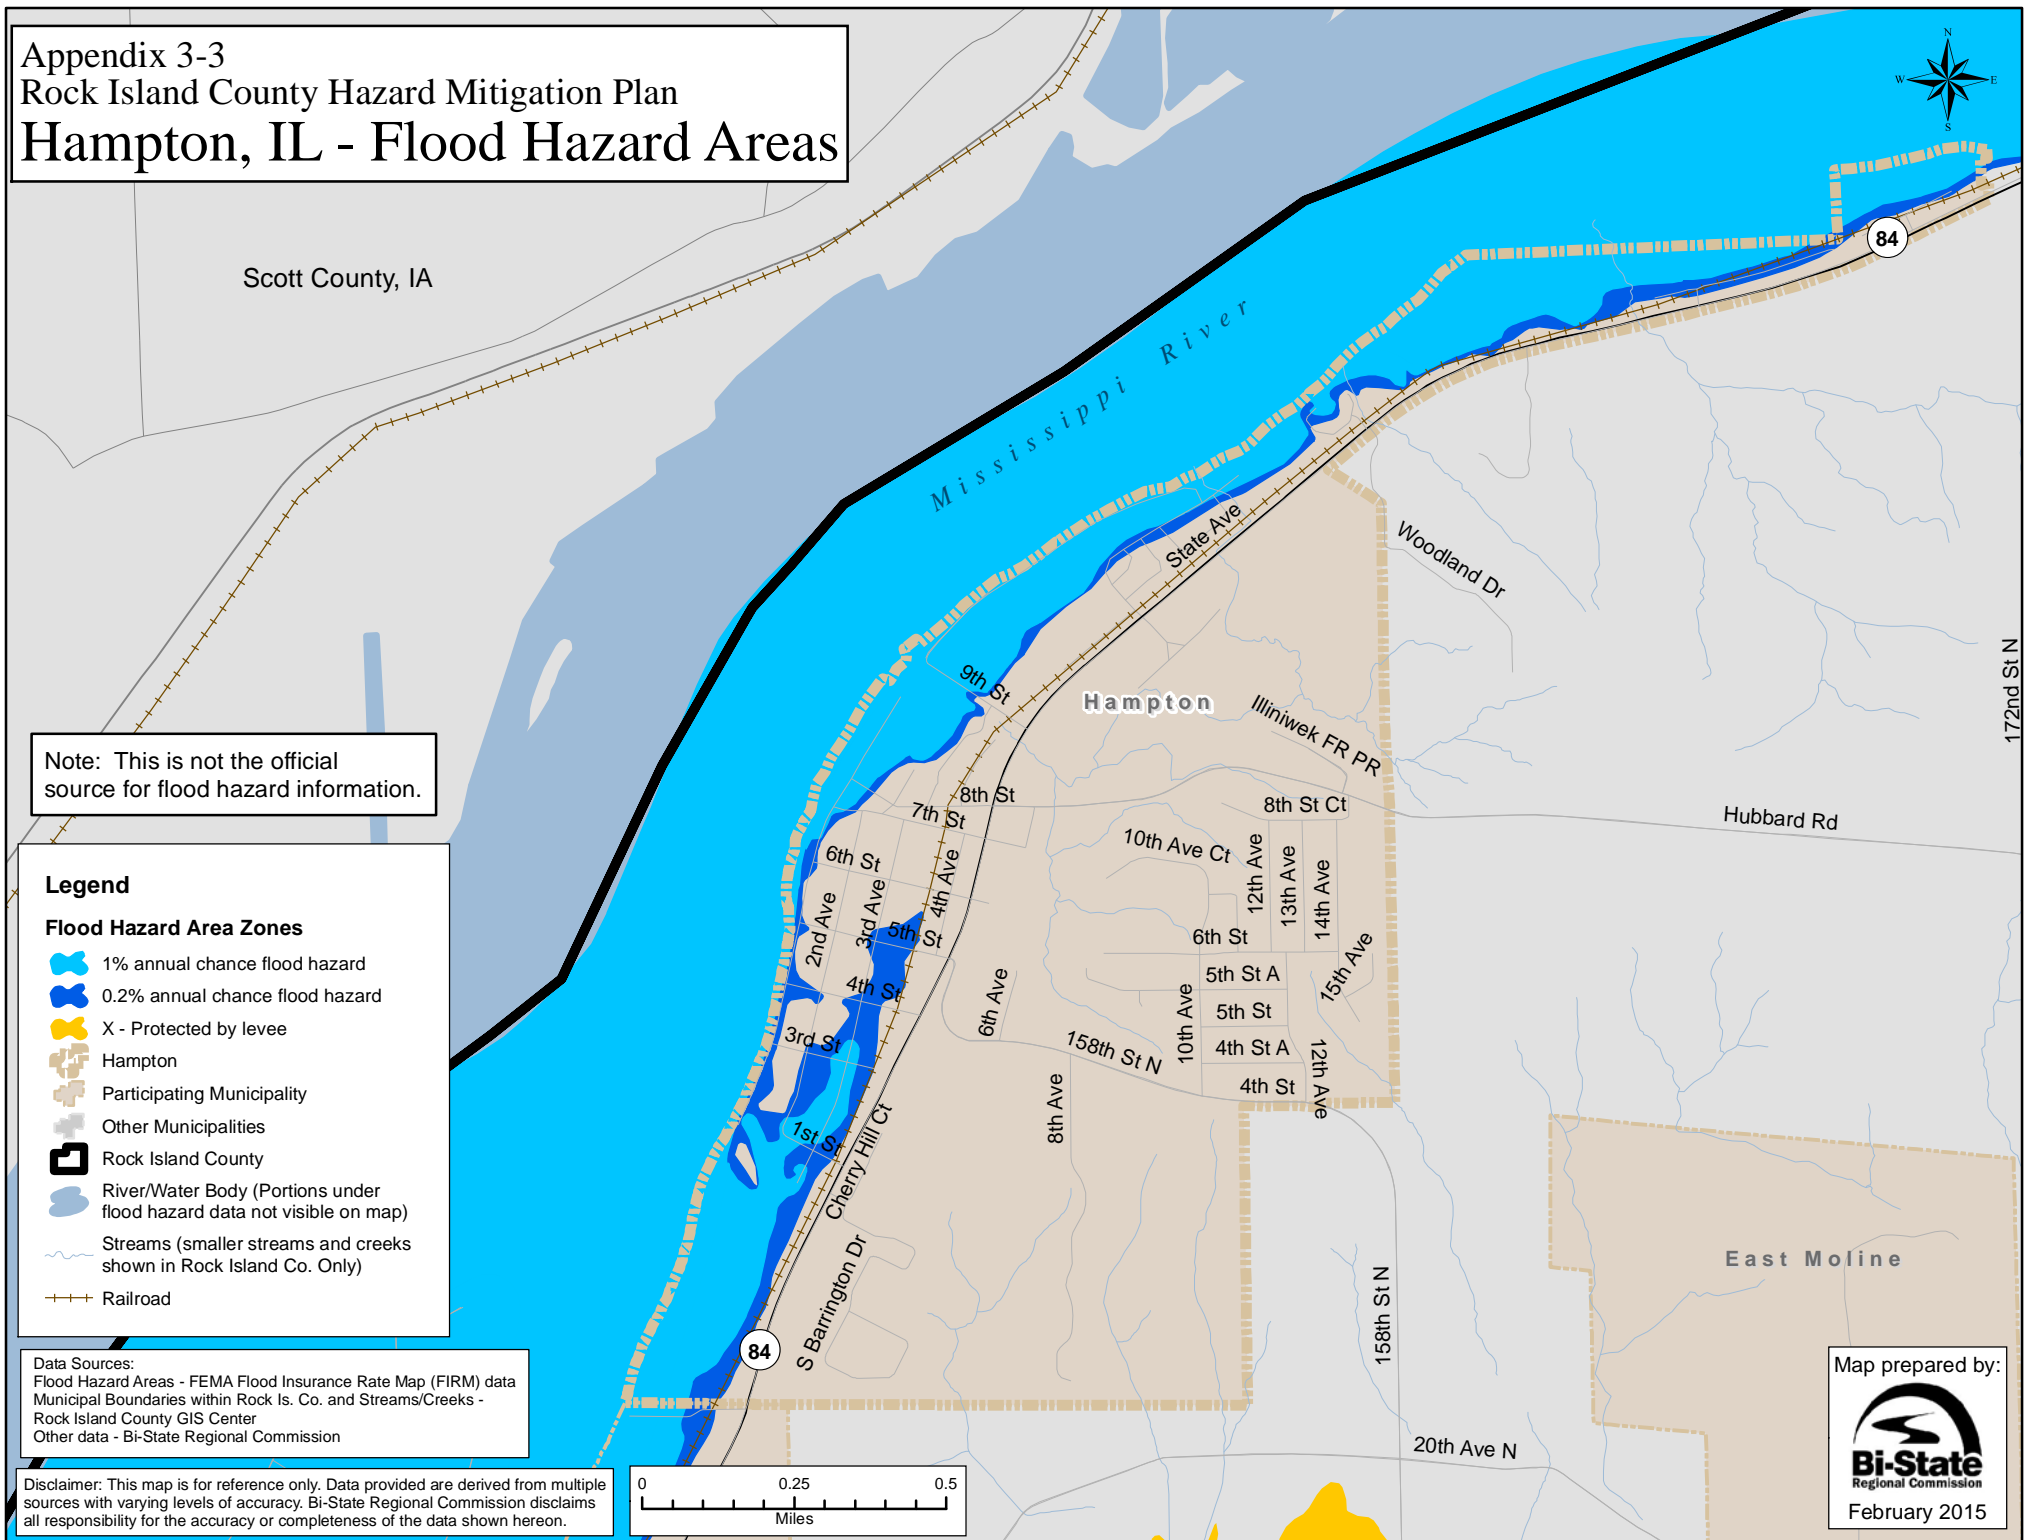 Appendix 3-3
Rock Island County Hazard Mitigation Plan
Hampton, IL - Flood Hazard Areas
N
W
E
S
84
Scott County, IA
Mississippi River
State Ave
Woodland Dr
172nd St N
9th St
Hampton
Illiniwek FR PR
Note: This is not the official
source for flood hazard information.
8th St
8th St Ct
7th St
Hubbard Rd
10th Ave Ct
6th St
12th Ave
13th Ave
14th Ave
4th Ave
3rd Ave
2nd Ave
5th St
6th St
15th Ave
5th St A
4th St
6th Ave
5th St
10th Ave
3rd St
158th St N
4th St A
12th Ave
4th St
8th Ave
1st St
Cherry Hill Ct
S Barrington Dr
158th St N
East Moline
84
20th Ave N
Legend
Flood Hazard Area Zones
1% annual chance flood hazard
0.2% annual chance flood hazard
X - Protected by levee
Hampton
Participating Municipality
Other Municipalities
Rock Island County
River/Water Body (Portions under
flood hazard data not visible on map)
Streams (smaller streams and creeks
shown in Rock Island Co. Only)
Railroad
Data Sources:
Flood Hazard Areas - FEMA Flood Insurance Rate Map (FIRM) data
Municipal Boundaries within Rock Is. Co. and Streams/Creeks -
Rock Island County GIS Center
Other data - Bi-State Regional Commission
Disclaimer: This map is for reference only. Data provided are derived from multiple
sources with varying levels of accuracy. Bi-State Regional Commission disclaims
all responsibility for the accuracy or completeness of the data shown hereon.
0 0.25 0.5
Miles
Map prepared by:
Bi-State
Regional Commission
February 2015